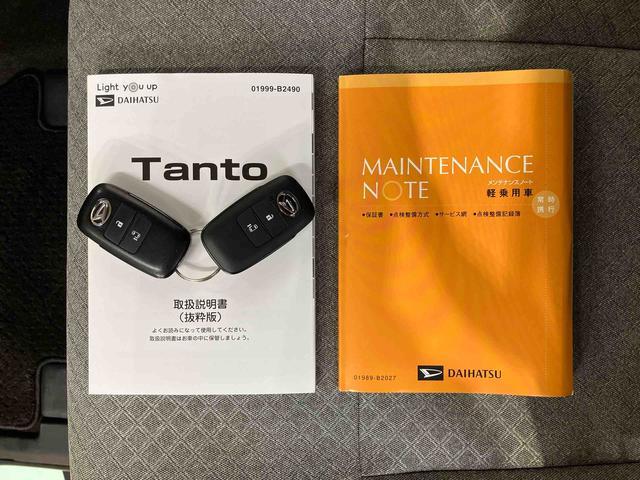 Light you up
DAIHATSU
01999-B2490
Tanto
取扱説明書
(抜粋版)
よくお読みになって使用してください。
取扱説明書はお車の中に保管しましょう。
MAINTENANCE
NOTE
メンテナンスノート
軽乗用車
常時
携行
•保証書 •点検整備方式 •サービス網 •点検整備記録簿
01989-B2027
DAIHATSU